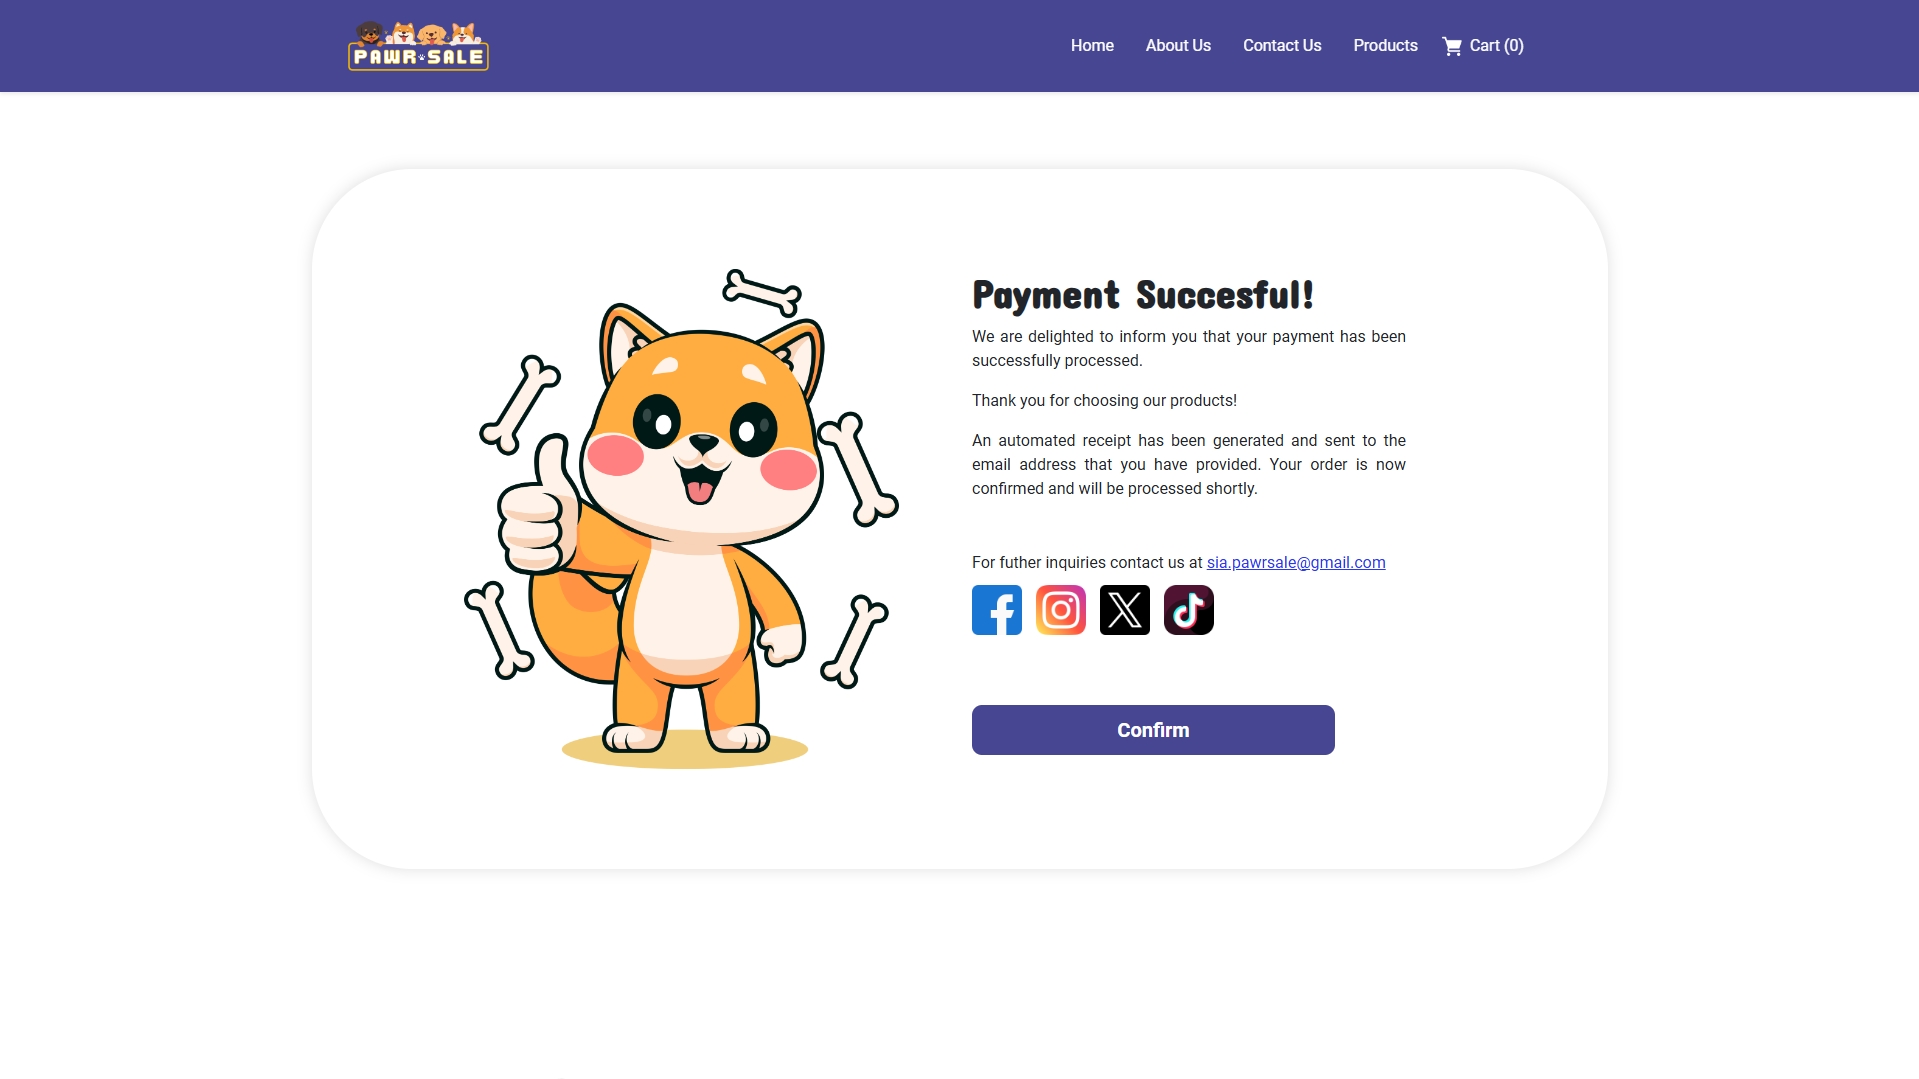 PAWR SALE
Home
About Us
Contact Us
Products
Cart (0)
Payment Succesful!
We are delighted to inform you that your payment has been
successfully processed.
Thank you for choosing our products!
An automated receipt has been generated and sent to the
email address that you have provided. Your order is now
confirmed and will be processed shortly.
For futher inquiries contact us at sia.pawrsale@gmail.com
Confirm